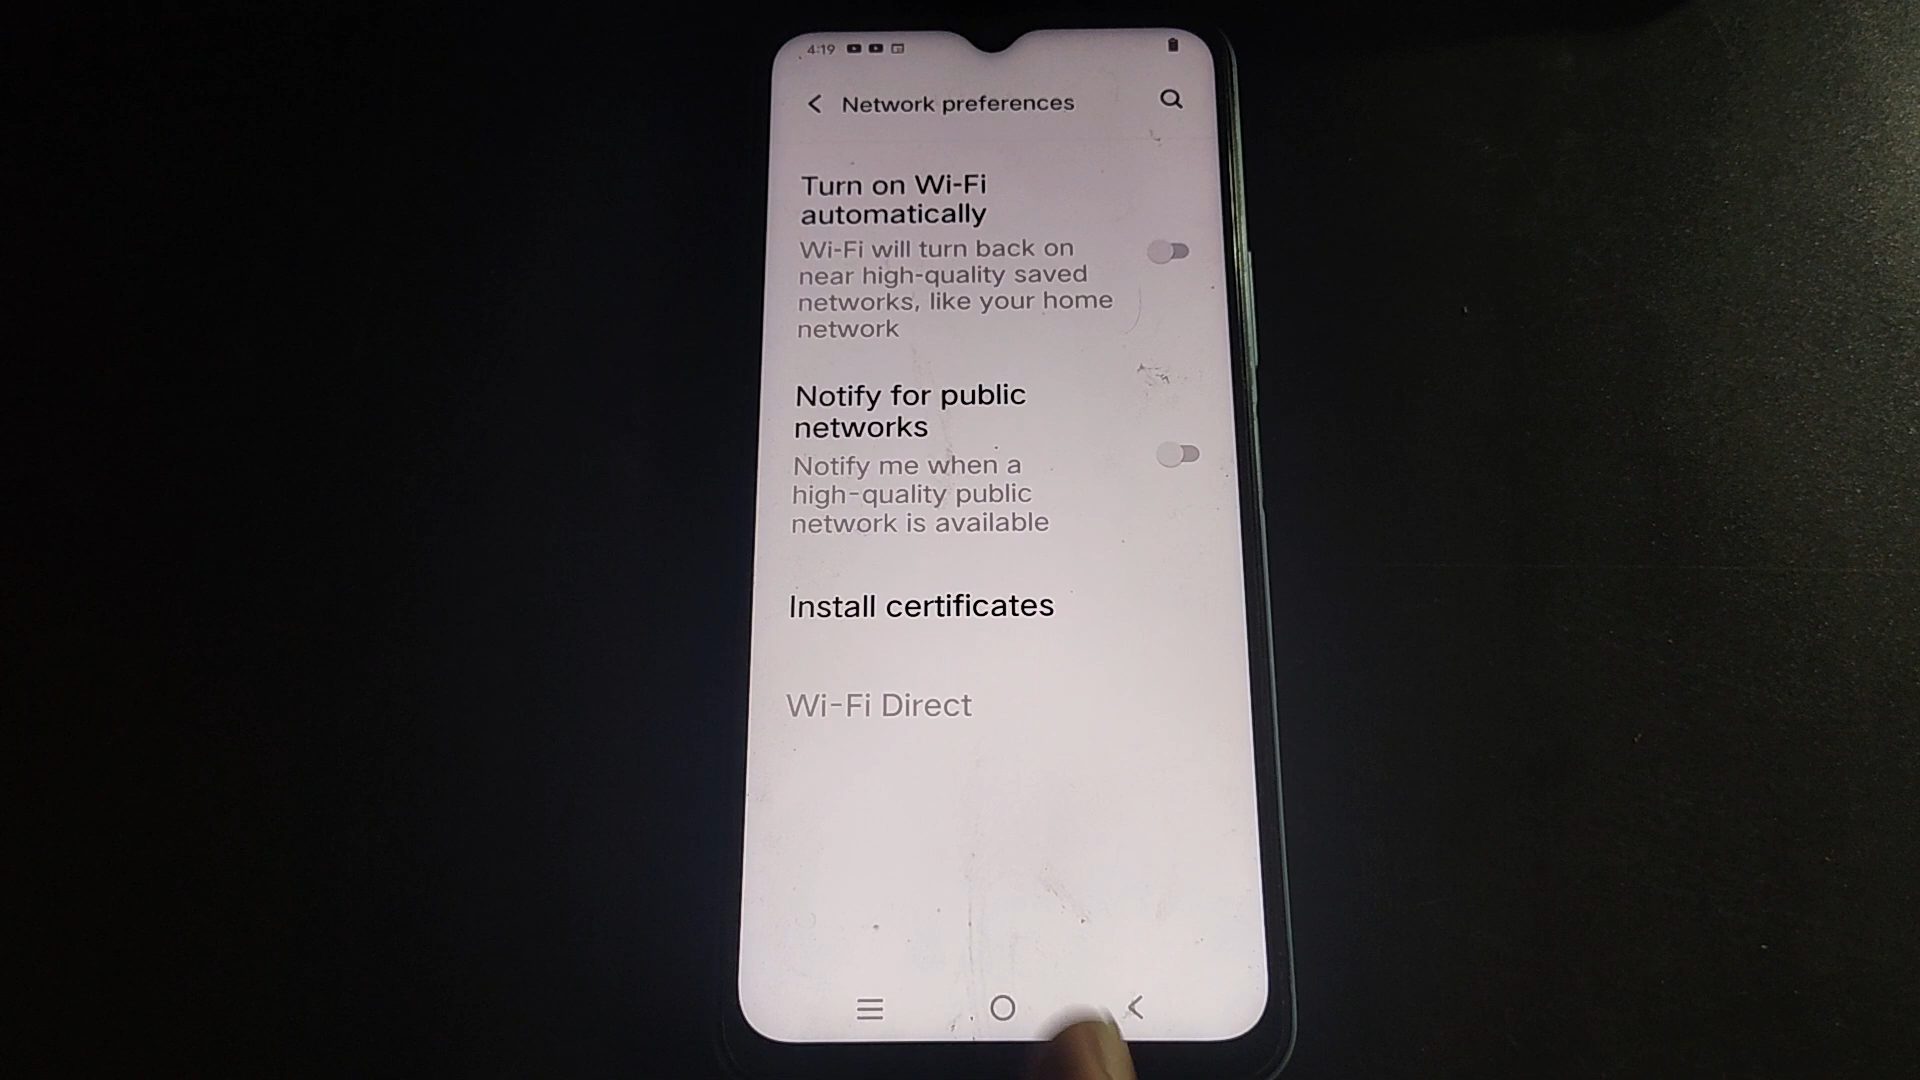 4:19
Network preferences
Turn on Wi-Fi
automatically
Wi-Fi will turn back on
near high-quality saved
networks, like your home
network
Notify for public
networks
Notify me when a
high-quality public
network is available
Install certificates
Wi-Fi Direct